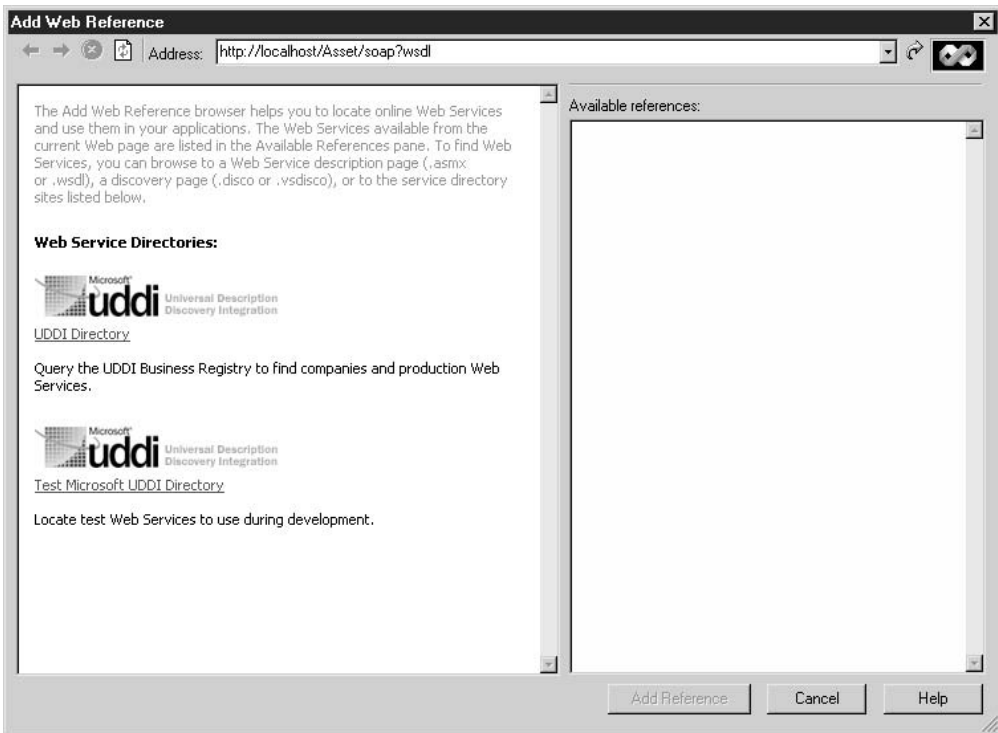 Add Web Reference
Address: http://localhost/Asset/soap?wsdl
The Add Web Reference browser helps you to locate online Web Services
and use them in your applications. The Web Services available from the
current Web page are listed in the Available References pane. To find Web
Services, you can browse to a Web Service description page (.asmx
or .wsdl), a discovery page (.disco or .vsdisco), or to the service directory
sites listed below.
Web Service Directories:
Microsoft
uddi Universal Description
Discovery Integration
UDDI Directory
Query the UDDI Business Registry to find companies and production Web
Services.
Microsoft
uddi Universal Description
Discovery Integration
Test Microsoft UDDI Directory
Locate test Web Services to use during development.
Available references:
Add Reference Cancel Help